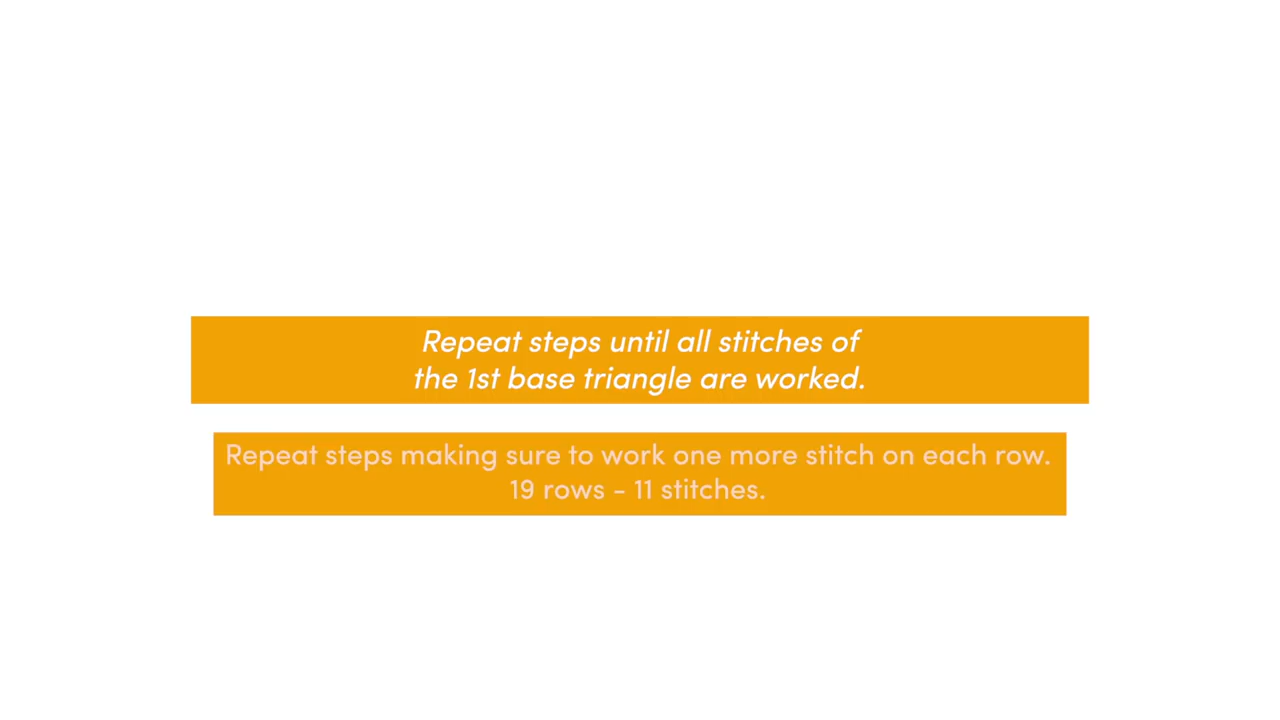 Repeat steps until all stitches of
the 1st base triangle are worked.
Repeat steps making sure to work one more stitch on each row.
19 rows - 11 stitches.